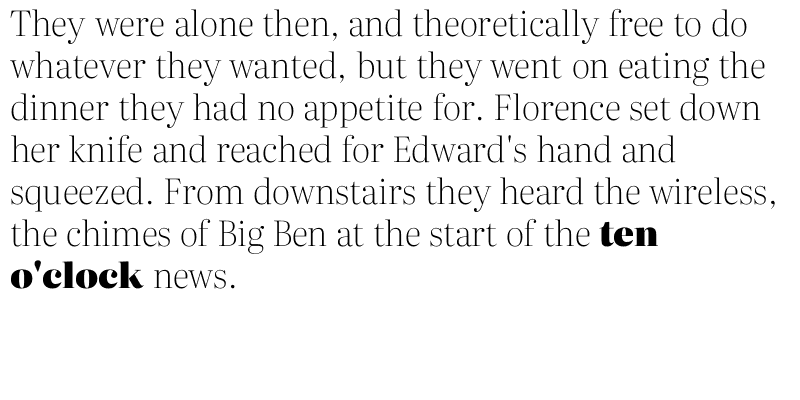 They were alone then, and theoretically free to do
whatever they wanted, but they went on eating the
dinner they had no appetite for. Florence set down
her knife and reached for Edward's hand and
squeezed. From downstairs they heard the wireless,
the chimes of Big Ben at the start of the ten
o'clock news.